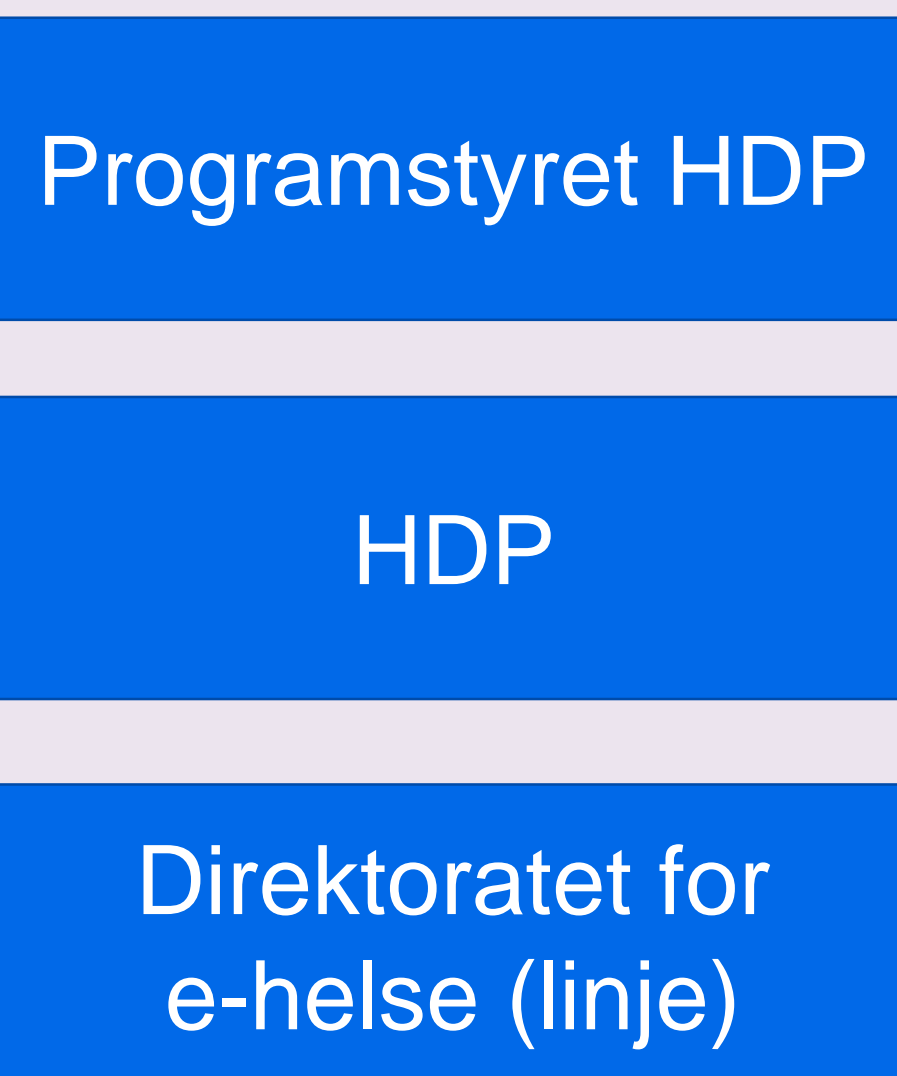 Programstyret HDP
HDP
Direktoratet for
e-helse (linje)